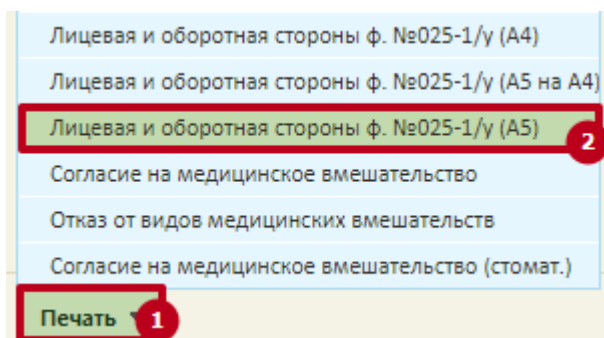 Лицевая и оборотная стороны ф. №025-1/у (А4)
Лицевая и оборотная стороны ф. №025-1/у (А5 на А4)
Лицевая и оборотная стороны ф. №025-1/у (А5)
2
Согласие на медицинское вмешательство
Отказ от видов медицинских вмешательств
Согласие на медицинское вмешательство (стомат.)
Печать 1